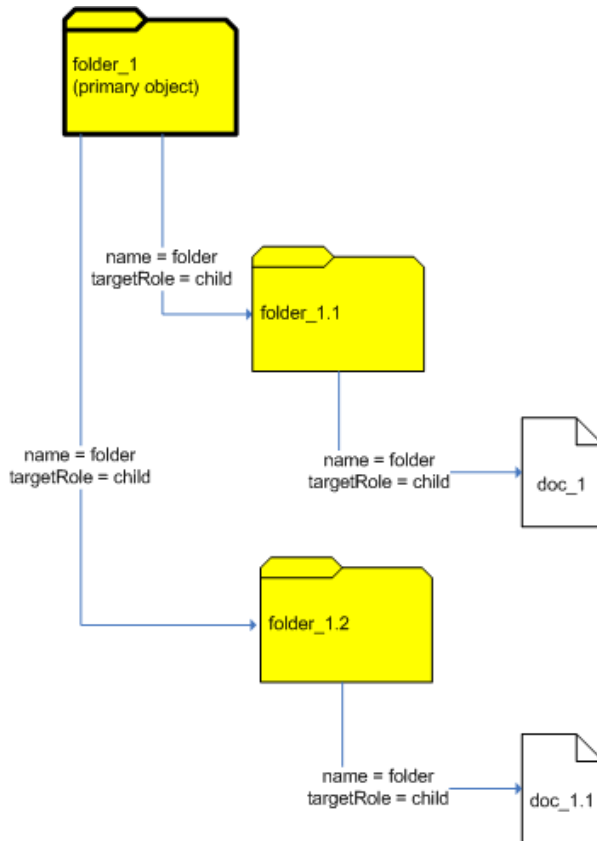 folder_1
(primary object)
name = folder
targetRole = child
folder_1.1
name = folder
targetRole = child
name = folder
targetRole = child
doc_1
folder_1.2
name = folder
targetRole = child
doc_1.1